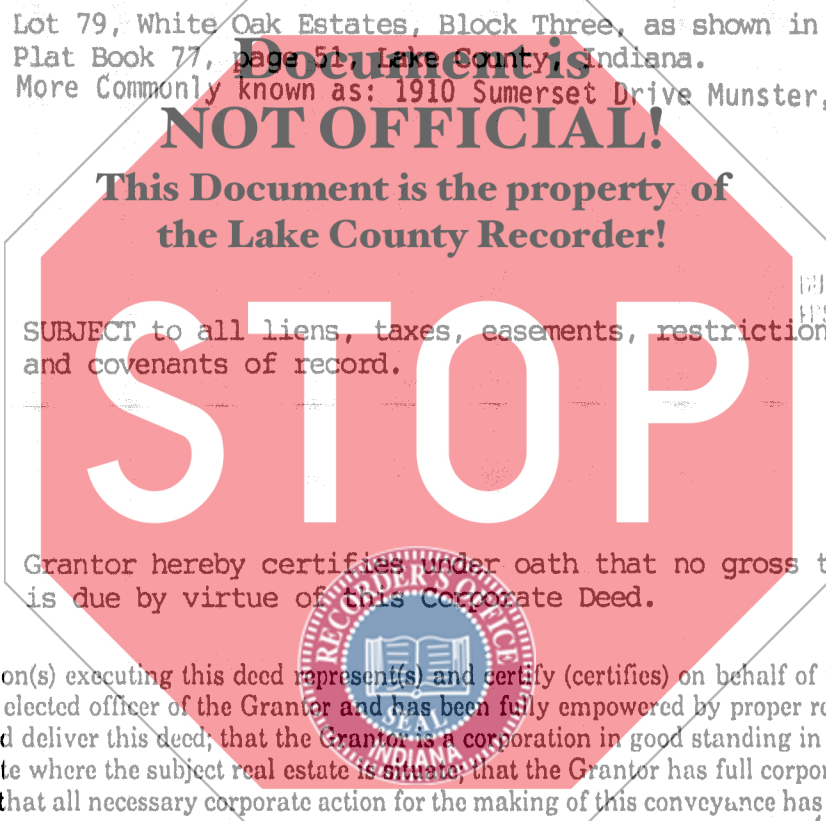 Lot 79, White Oak Estates, Block Three, as shown in
Plat Book 77, page 51, Lake County, Indiana.
More Commonly known as: 1910 Sumerset Drive Munster,
Document is
NOT OFFICIAL!
This Document is the property of
the Lake County Recorder!
SUBJECT to all liens, taxes, easements, restriction
and covenants of record.
STOP
Grantor hereby certifies under oath that no gross t
is due by virtue of this Corporate Deed.
RECORDER'S OFFICE
SEAL
INDIANA
on(s) executing this deed represent(s) and certify (certifies) on behalf of
elected officer of the Grantor and has been fully empowered by proper re
d deliver this deed; that the Grantor is a corporation in good standing in
te where the subject real estate is situate; that the Grantor has full corpor
that all necessary corporate action for the making of this conveyance has